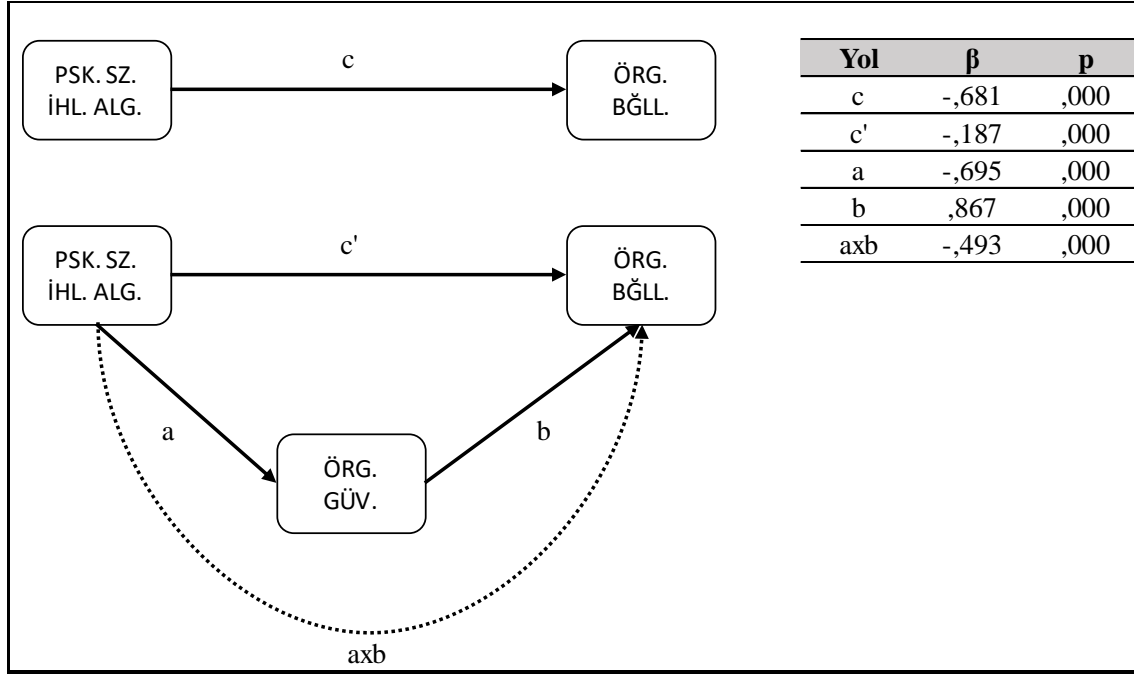 c
PSK. SZ.
İHL. ALG.
ÖRG.
BĞLL.
c'
PSK. SZ.
İHL. ALG.
ÖRG.
BĞLL.
a
b
ÖRG.
GÜV.
axb
Yol β p
c -,681 ,000
c' -,187 ,000
a -,695 ,000
b ,867 ,000
axb -,493 ,000